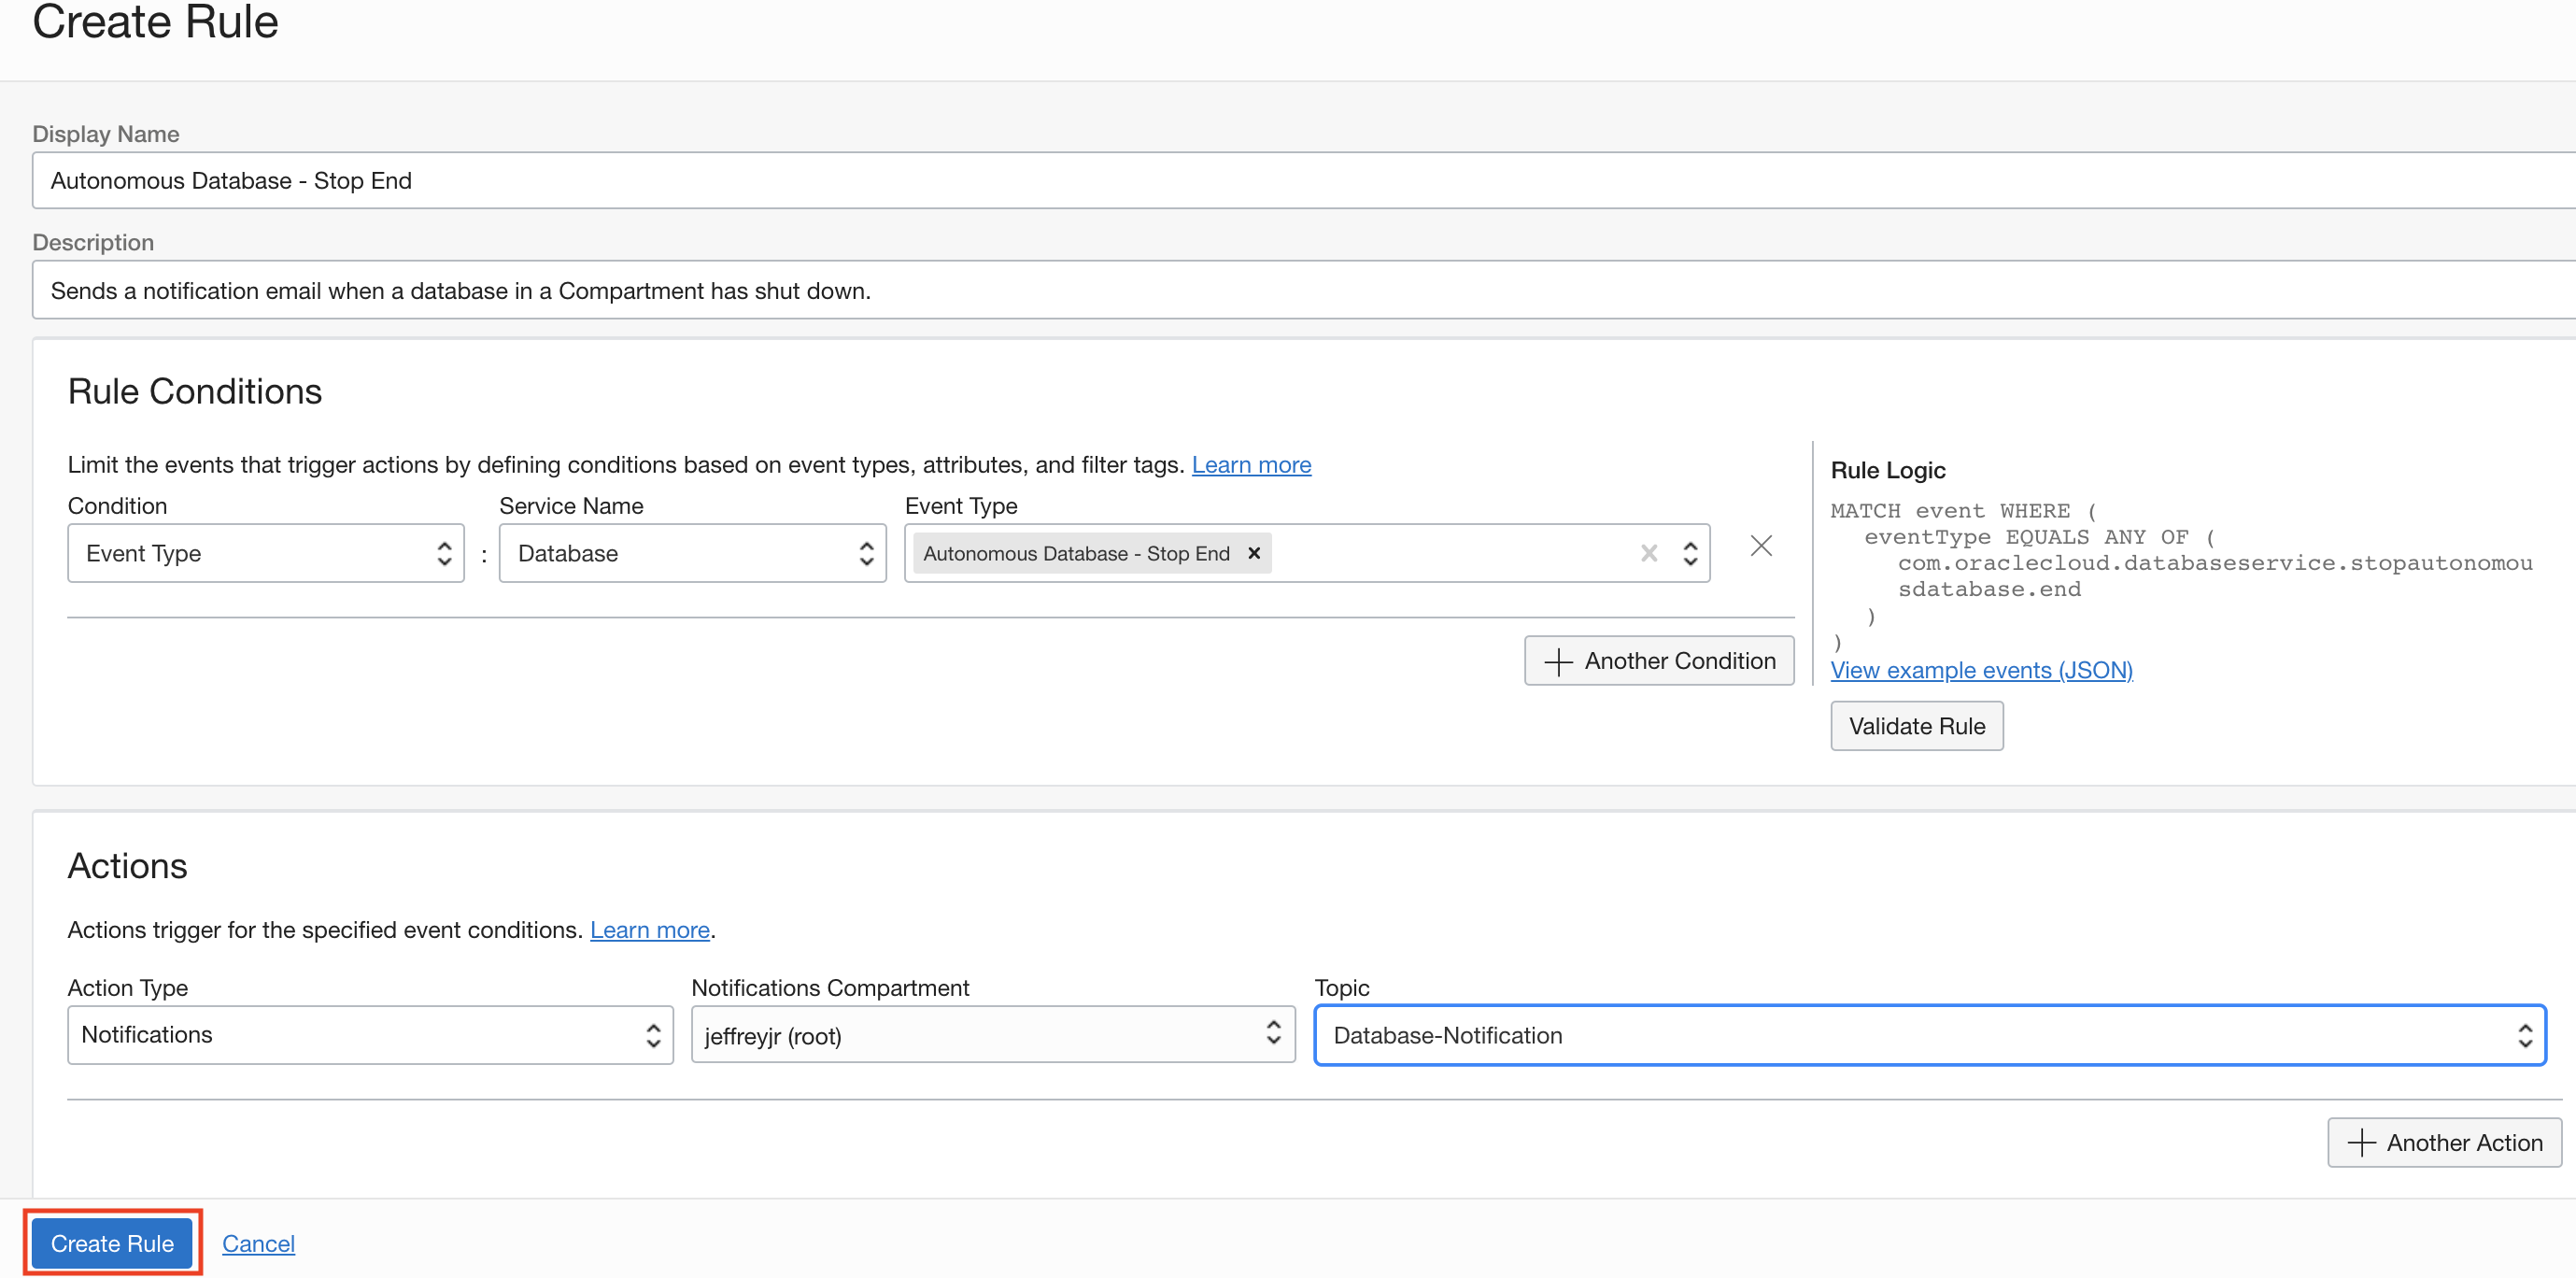 Create Rule
Display Name
Autonomous Database - Stop End
Description
Sends a notification email when a database in a Compartment has shut down.
Rule Conditions
Limit the events that trigger actions by defining conditions based on event types, attributes, and filter tags. Learn more
Condition
Service Name
Event Type
Event Type
:
Database
Autonomous Database - Stop End
Another Condition
Rule Logic
MATCH event WHERE (
eventType EQUALS ANY OF (
com.oraclecloud.databaseservice.stopautonomou
sdatabase.end
)
)
View example events (JSON)
Validate Rule
Actions
Actions trigger for the specified event conditions. Learn more.
Action Type
Notifications Compartment
Topic
Notifications
jeffreyjr (root)
Database-Notification
Another Action
Create Rule
Cancel